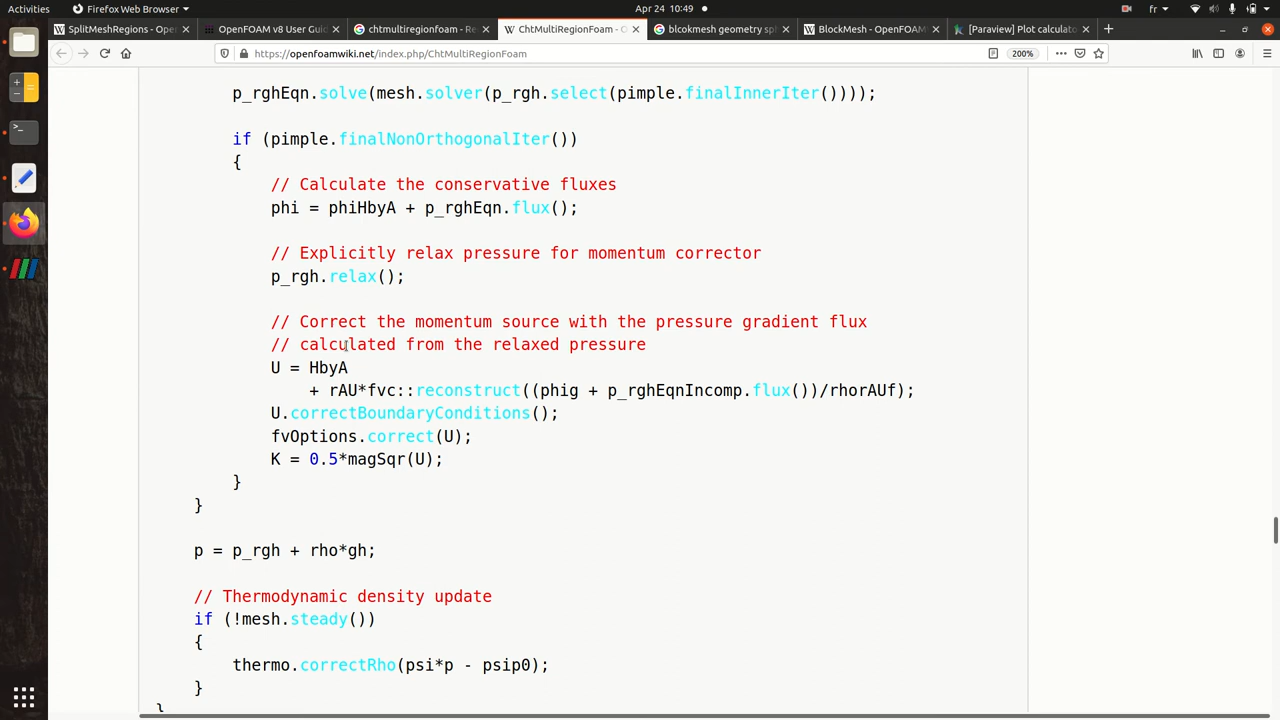 Activities
Firefox Web Browser
Apr 24 10:49
fr
SplitMeshRegions - Open
OpenFOAM v8 User Guid
chtmultiregionfoam - Re
ChtMultiRegionFoam - O
blcokmesh geometry sph
BlockMesh - OpenFOAM
[Paraview] Plot calculato
https://openfoamwiki.net/index.php/ChtMultiRegionFoam
200%
p_rghEqn.solve(mesh.solver(p_rgh.select(pimple.finalInnerIter())));
if (pimple.finalNonOrthogonalIter())
{
// Calculate the conservative fluxes
phi = phiHbyA + p_rghEqn.flux();
// Explicitly relax pressure for momentum corrector
p_rgh.relax();
// Correct the momentum source with the pressure gradient flux
// calculated from the relaxed pressure
U = HbyA
+ rAU*fvc::reconstruct((phig + p_rghEqnIncomp.flux())/rhorAUf);
U.correctBoundaryConditions();
fvOptions.correct(U);
K = 0.5*magSqr(U);
}
}
p = p_rgh + rho*gh;
// Thermodynamic density update
if (!mesh.steady())
{
thermo.correctRho(psi*p - psip0);
}
}